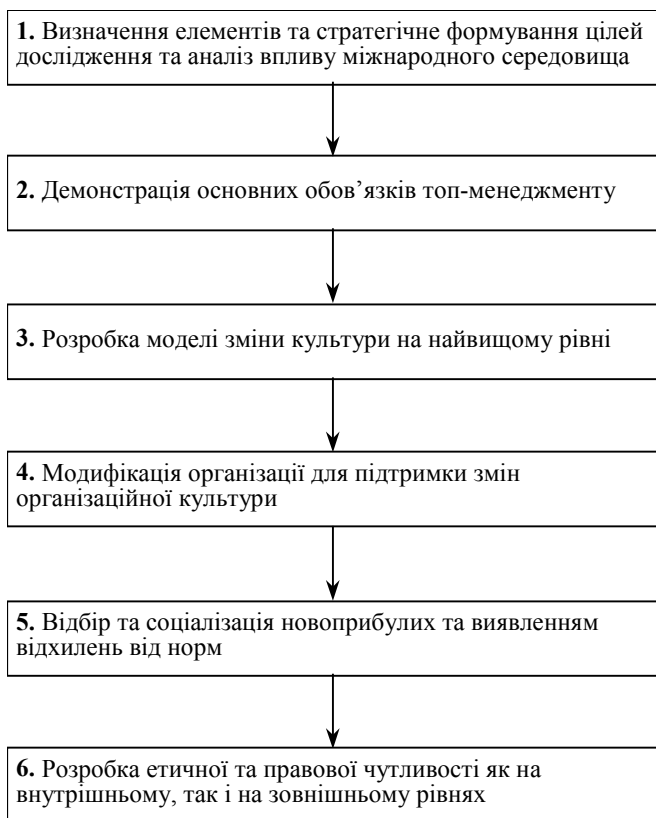 1. Визначення елементів та стратегічне формування цілей
дослідження та аналіз впливу міжнародного середовища
2. Демонстрація основних обов’язків топ-менеджменту
3. Розробка моделі зміни культури на найвищому рівні
4. Модифікація організації для підтримки змін
організаційної культури
5. Відбір та соціалізація новоприбулих та виявленням
відхилень від норм
6. Розробка етичної та правової чутливості як на
внутрішньому, так і на зовнішньому рівнях